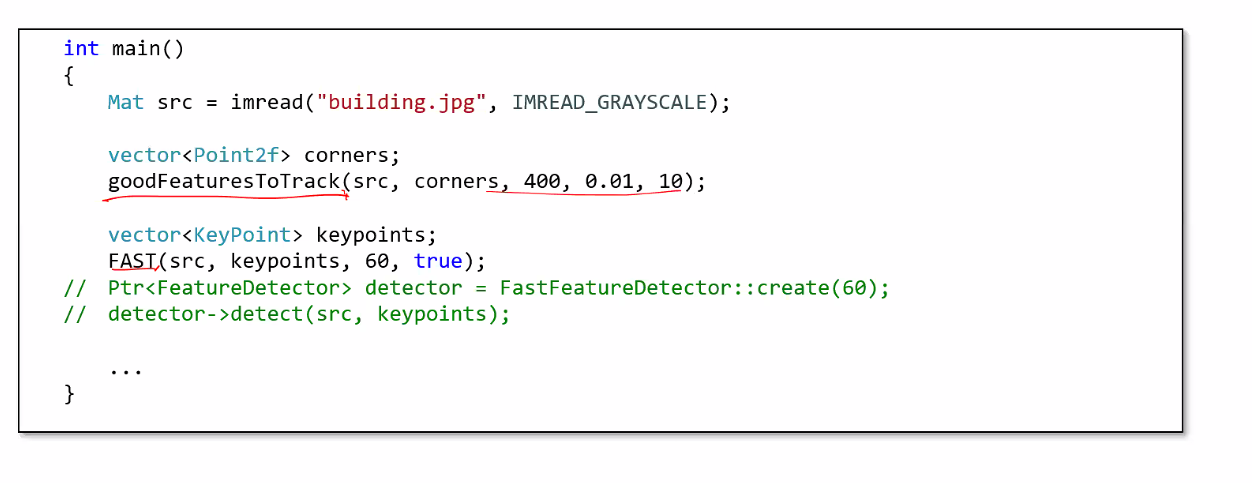 int main()
{
Mat src = imread("building.jpg", IMREAD_GRAYSCALE);
vector<Point2f> corners;
goodFeaturesToTrack(src, corners, 400, 0.01, 10);
vector<KeyPoint> keypoints;
FAST(src, keypoints, 60, true);
// Ptr<FeatureDetector> detector = FastFeatureDetector::create(60);
// detector->detect(src, keypoints);
...
}